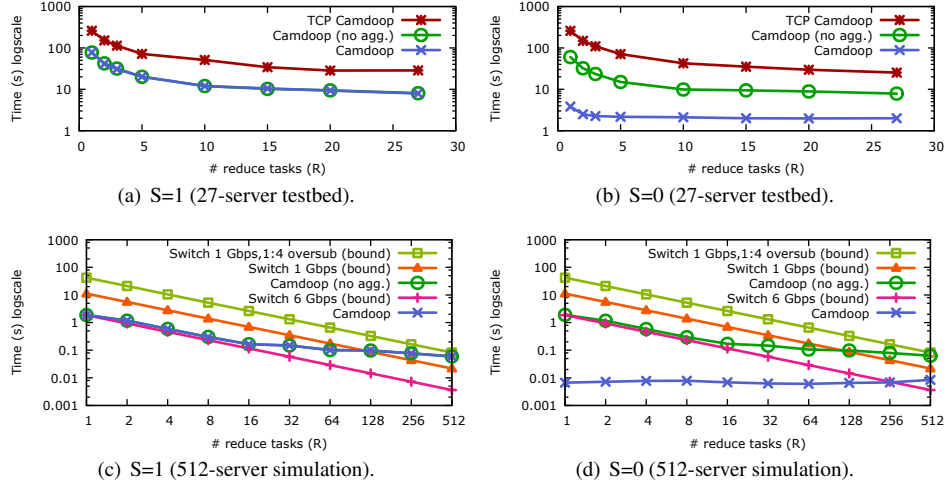 1000
100
10
1
Time (s) logscale
TCP Camdoop
Camdoop (no agg.)
Camdoop
0 5 10 15 20 25 30
# reduce tasks (R)
(a) S=1 (27-server testbed).
1000
100
10
1
Time (s) logscale
TCP Camdoop
Camdoop (no agg.)
Camdoop
0 5 10 15 20 25 30
# reduce tasks (R)
(b) S=0 (27-server testbed).
1000
100
10
1
0.1
0.01
0.001
Time (s) logscale
Switch 1 Gbps,1:4 oversub (bound)
Switch 1 Gbps (bound)
Camdoop (no agg.)
Switch 6 Gbps (bound)
Camdoop
1 2 4 8 16 32 64 128 256 512
# reduce tasks (R)
(c) S=1 (512-server simulation).
1000
100
10
1
0.1
0.01
0.001
Time (s) logscale
Switch 1 Gbps,1:4 oversub (bound)
Switch 1 Gbps (bound)
Camdoop (no agg.)
Switch 6 Gbps (bound)
Camdoop
1 2 4 8 16 32 64 128 256 512
# reduce tasks (R)
(d) S=0 (512-server simulation).